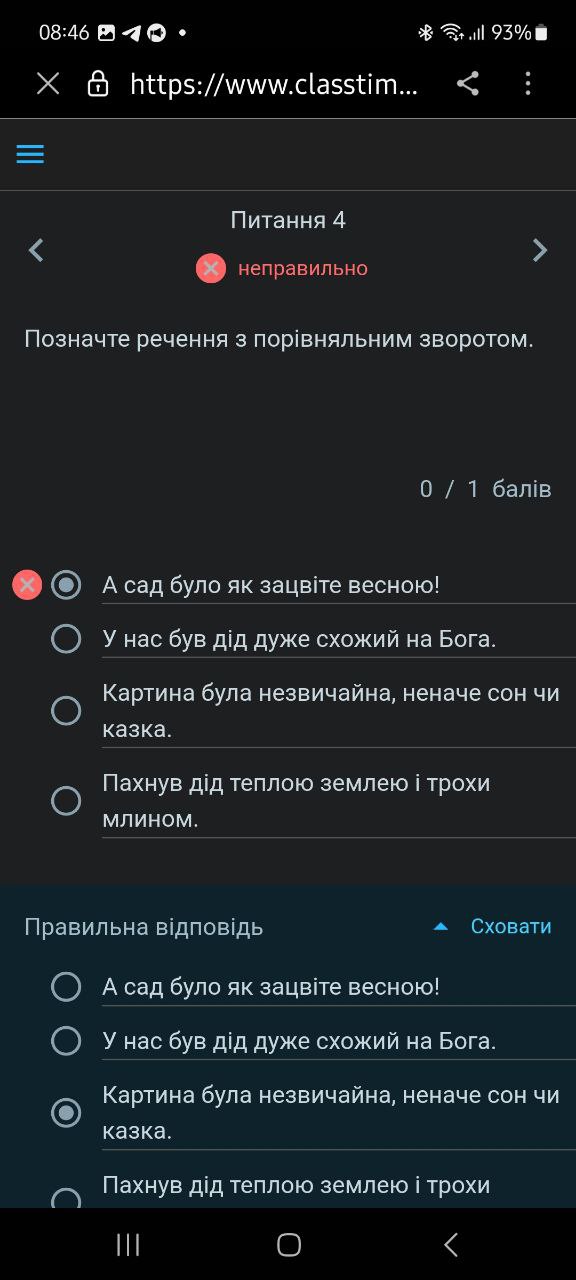 08:46
93%
https://www.classtim...
Питання 4
неправильно
Позначте речення з порівняльним зворотом.
0 / 1 балів
А сад було як зацвіте весною!
У нас був дід дуже схожий на Бога.
Картина була незвичайна, неначе сон чи
казка.
Пахнув дід теплою землею і трохи
млином.
Правильна відповідь
Сховати
А сад було як зацвіте весною!
У нас був дід дуже схожий на Бога.
Картина була незвичайна, неначе сон чи
казка.
Пахнув дід теплою землею і трохи